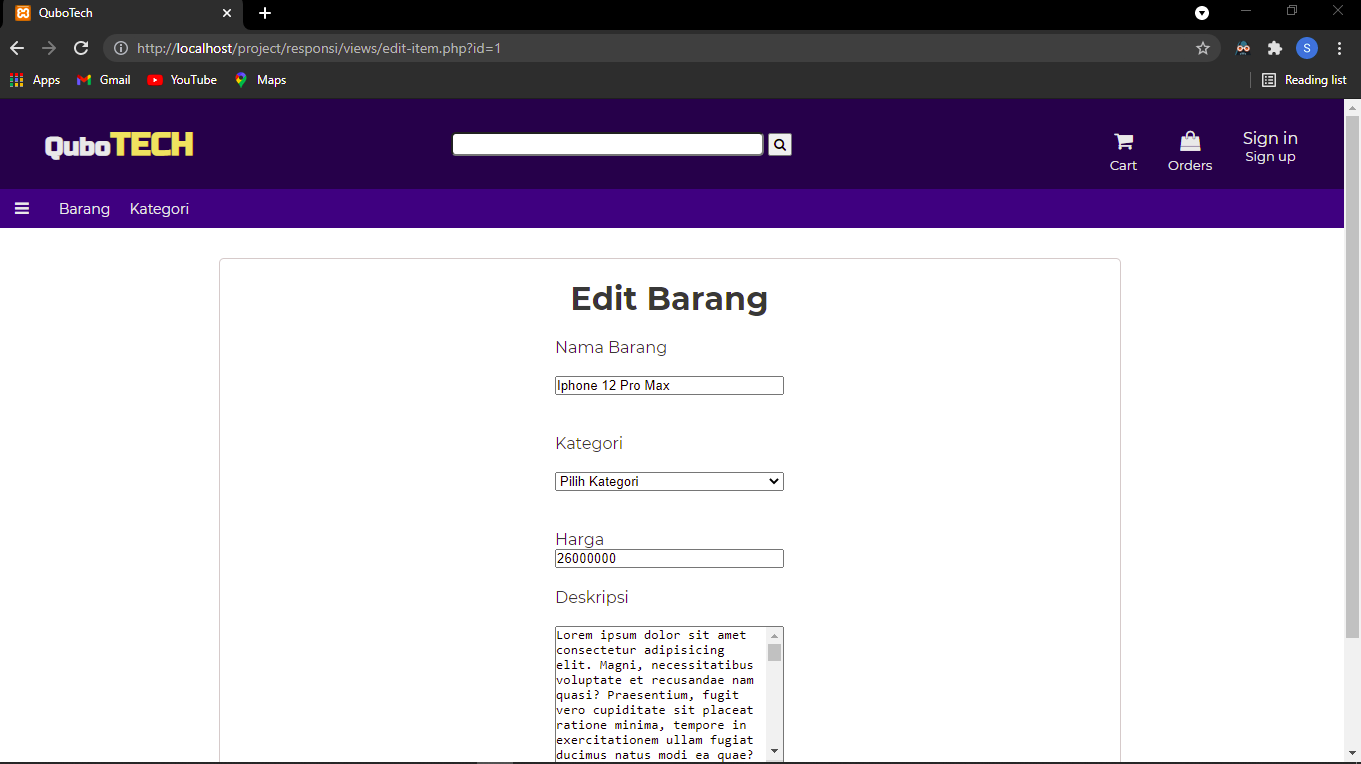 QuboTech
http://localhost/project/responsi/views/edit-item.php?id=1
S
Apps Gmail YouTube Maps Reading list
QuboTECH
Cart Orders Sign in
Sign up
Barang Kategori
Edit Barang
Nama Barang
Iphone 12 Pro Max
Kategori
Pilih Kategori
Harga
26000000
Deskripsi
Lorem ipsum dolor sit amet
consectetur adipisicing
elit. Magni, necessitatibus
voluptate et recusandae nam
quasi? Praesentium, fugit
vero cupiditate sit placeat
ratione minima, tempore in
exercitationem ullam fugiat
ducimus natus modi ea quae?